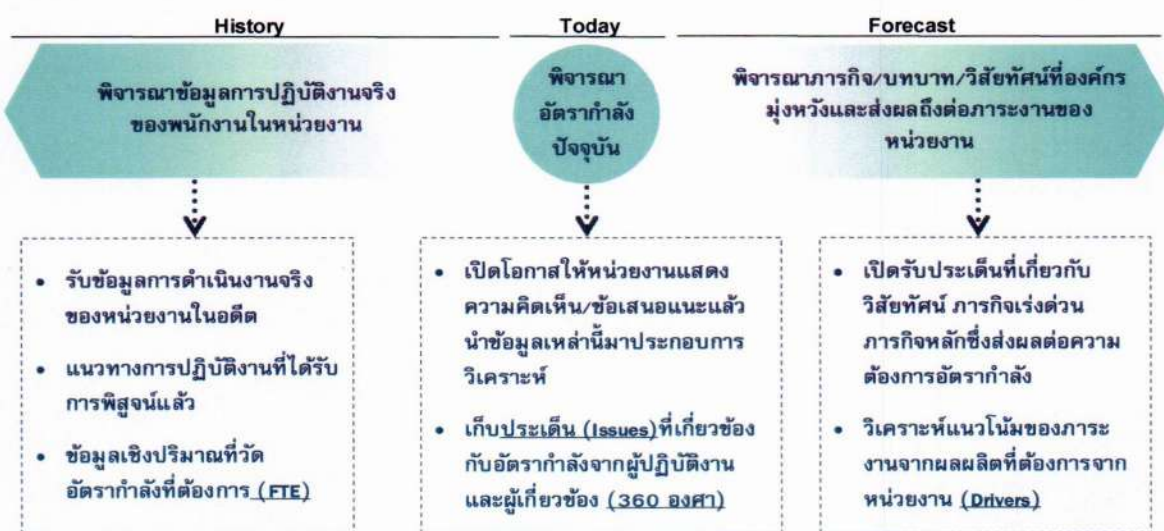 History
พิจารณาข้อมูลการปฏิบัติงานจริง
ของพนักงานในหน่วยงาน
• รับข้อมูลการดำเนินงานจริง
ของหน่วยงานในอดีต
• แนวทางการปฏิบัติงานที่ได้รับ
การพิสูจน์แล้ว
• ข้อมูลเชิงปริมาณที่วัด
อัตรากำลังที่ต้องการ (FTE)
Today
พิจารณา
อัตรากำลัง
ปัจจุบัน
• เปิดโอกาสให้หน่วยงานแสดง
ความคิดเห็น/ข้อเสนอแนะแล้ว
นำข้อมูลเหล่านี้มาประกอบการ
วิเคราะห์
• เก็บประเด็น (Issues)ที่เกี่ยวข้อง
กับอัตรากำลังจากผู้ปฏิบัติงาน
และผู้เกี่ยวข้อง (360 องศา)
Forecast
พิจารณาภารกิจ/บทบาท/วิสัยทัศน์ที่องค์กร
มุ่งหวังและส่งผลถึงต่อภาระงานของ
หน่วยงาน
• เปิดรับประเด็นที่เกี่ยวกับ
วิสัยทัศน์ ภารกิจเร่งด่วน
ภารกิจหลักซึ่งส่งผลต่อความ
ต้องการอัตรากำลัง
• วิเคราะห์แนวโน้มของภาระ
งานจากผลผลิตที่ต้องการจาก
หน่วยงาน (Drivers)